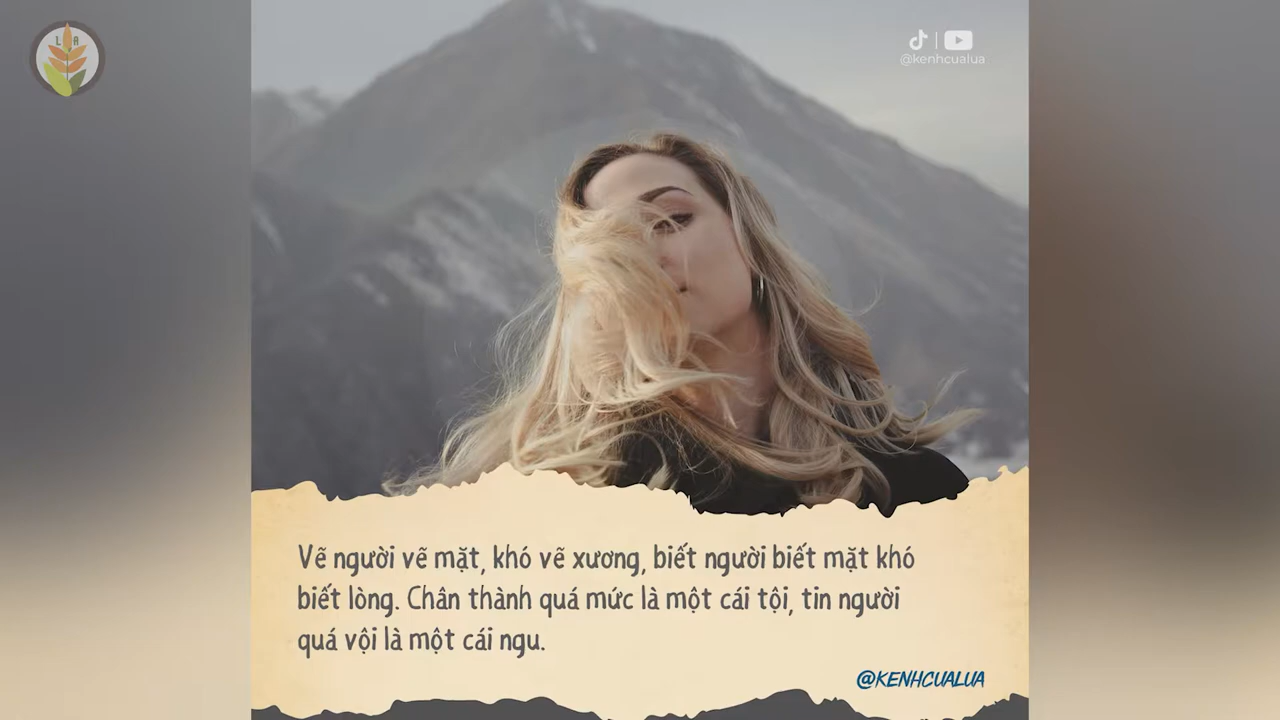 L A
@kenhcualua
Vẽ người vẽ mặt, khó vẽ xương, biết người biết mặt khó
biết lòng. Chân thành quá mức là một cái tội, tin người
quá vội là một cái ngu.
@KENHCUALUA